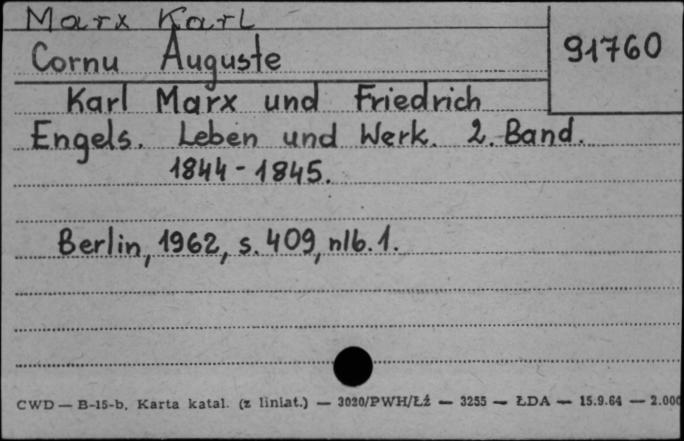 Marx Karl
91760
Cornu Auguste
Karl Marx und Friedrich
Engels. Leben und Werk. 2. Band.
1844-1845.
Berlin, 1962, s. 409, nlb. 1.
CWD — B-15-b, Karta katal. (z liniat.) — 3020/PWH/Łź — 3255 — ŁDA — 15.9.64 — 2.000